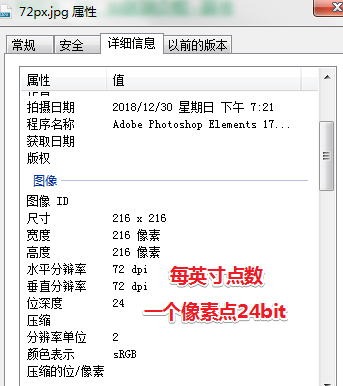 72px.jpg 属性
常规 安全 详细信息 以前的版本
属性 值
拍摄日期 2018/12/30 星期日 下午 7:21
程序名称 Adobe Photoshop Elements 17...
获取日期
版权
图像
图像 ID
尺寸 216 x 216
宽度 216 像素
高度 216 像素
水平分辨率 72 dpi
每英寸点数
垂直分辨率 72 dpi
位深度 24
一个像素点24bit
压缩
分辨率单位 2
颜色表示 sRGB
压缩的位/像素